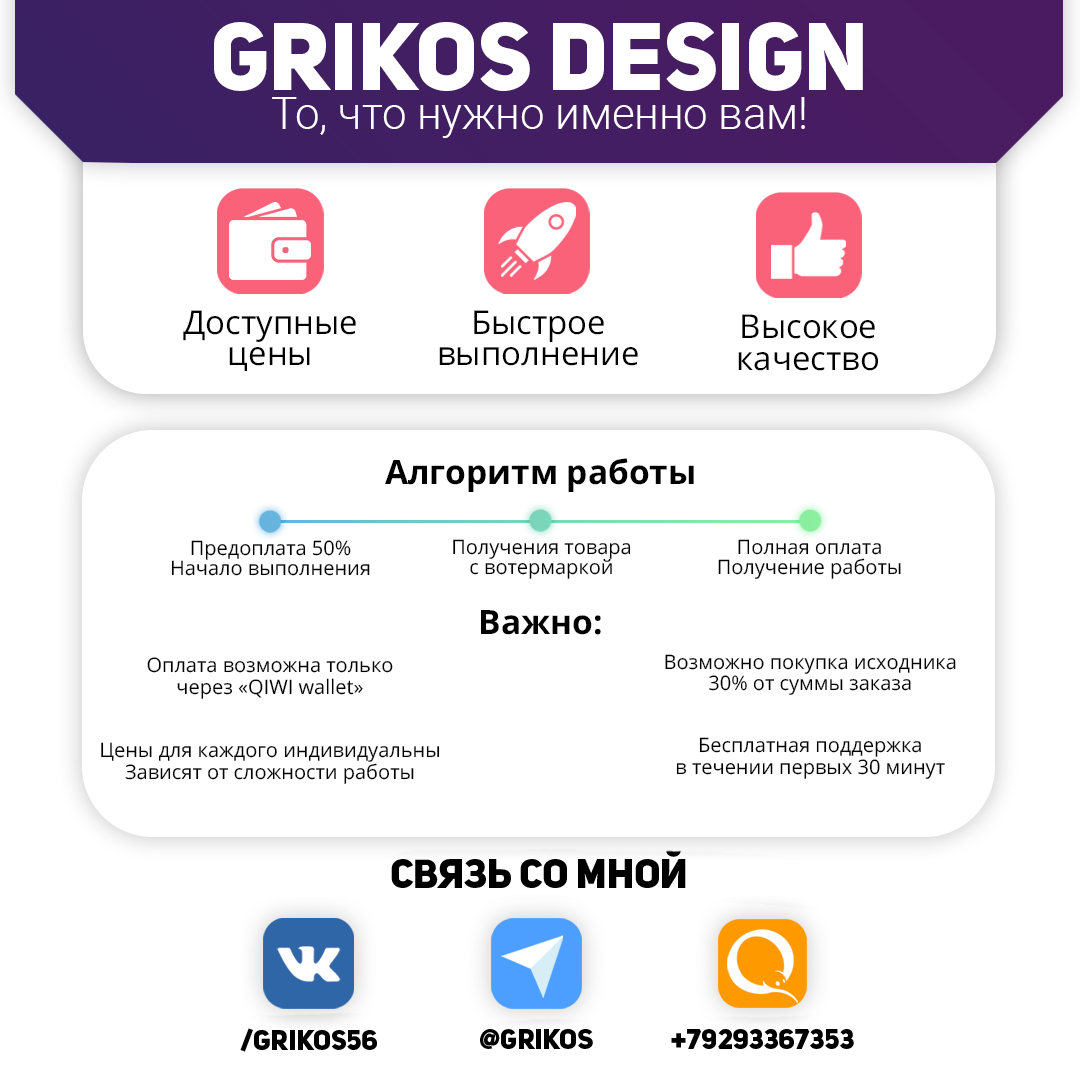 GRIKOS DESIGN
То, что нужно именно вам!
Доступные
цены
Быстрое
выполнение
Высокое
качество
Алгоритм работы
Предоплата 50%
Начало выполнения
Получения товара
с вотермаркой
Полная оплата
Получение работы
Важно:
Оплата возможна только
через «QIWI wallet»
Возможно покупка исходника
30% от суммы заказа
Цены для каждого индивидуальны
Зависят от сложности работы
Бесплатная поддержка
в течении первых 30 минут
СВЯЗЬ СО МНОЙ
/GRIKOS56
@GRIKOS
+79293367353